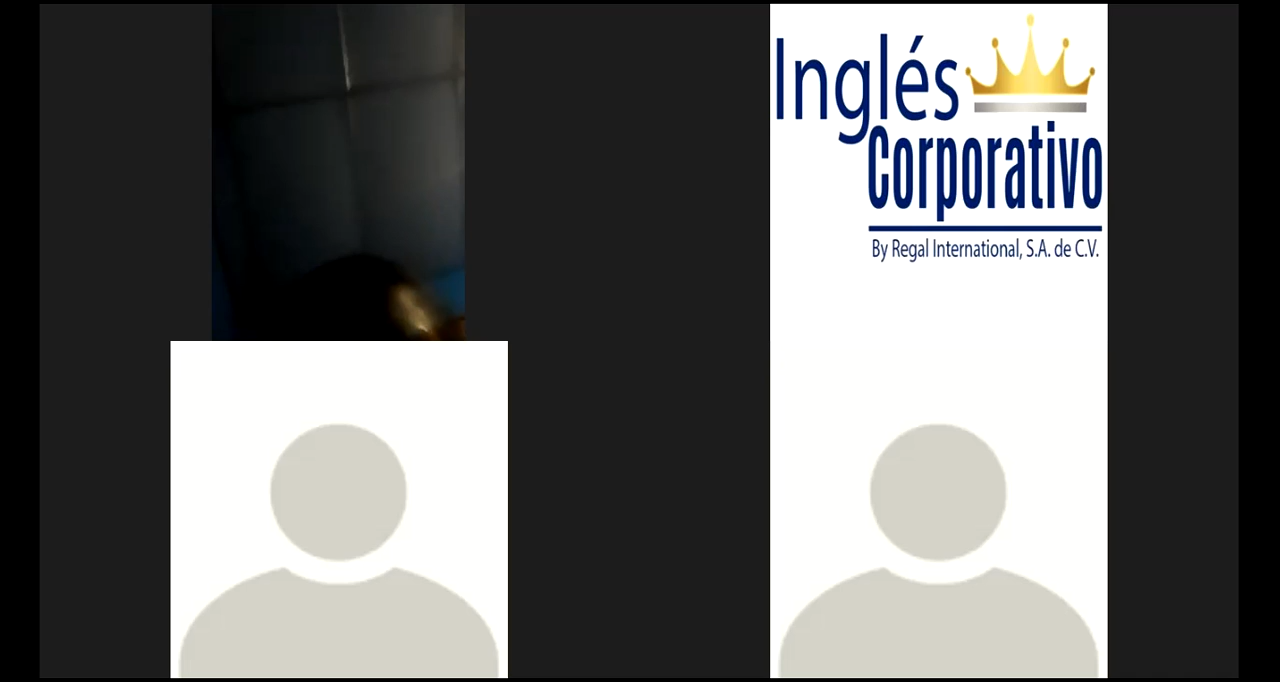 Inglés
Corporativo
By Regal International, S.A. de C.V.